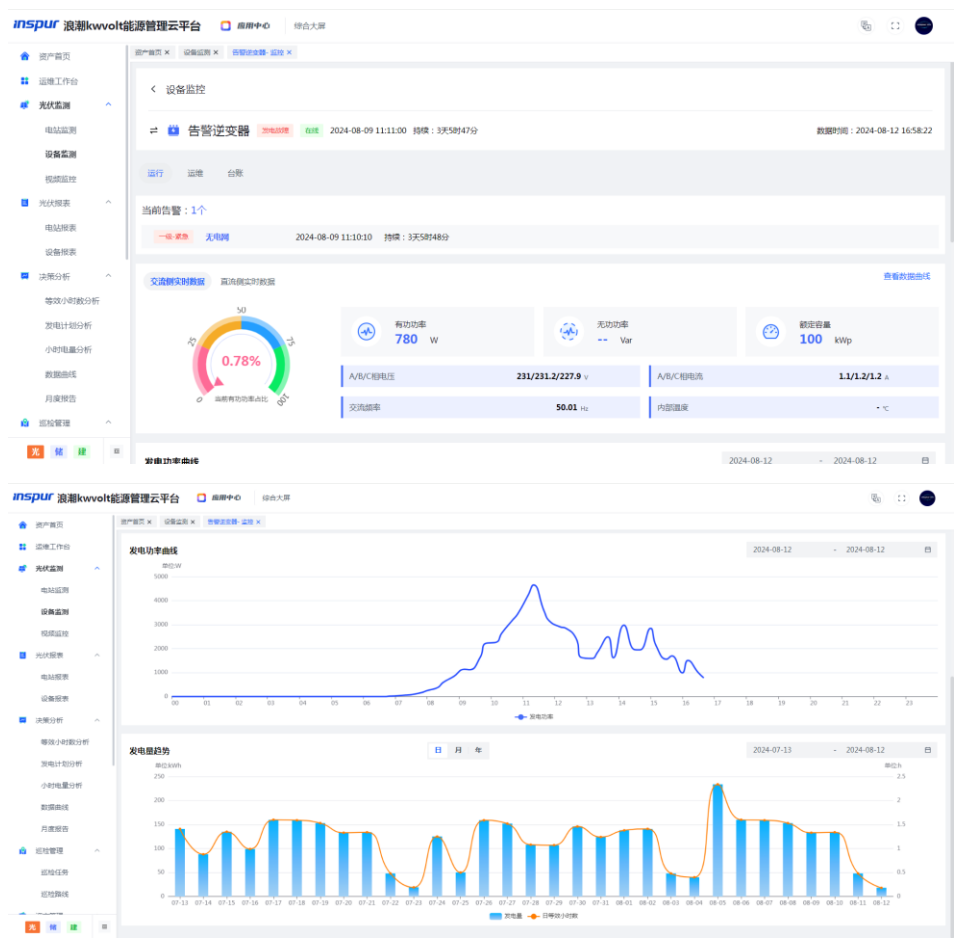 inspur 浪潮kwvolt能源管理云平台 应用中心 综合大屏
资产首页
运维工作台
光伏监测
电站监测
设备监测
视频监控
光伏报表
电站报表
设备报表
决策分析
等效小时数分析
发电计划分析
小时电量分析
数据曲线
月度报告
巡检管理
光 储 建
资产首页 × 设备监测 × 告警逆变器- 监控 ×
设备监控
告警逆变器 发电故障 在线 2024-08-09 11:11:00 持续：3天5时47分 数据时间：2024-08-12 16:58:22
运行 运维 台账
当前告警：1个
一级-紧急 无电网 2024-08-09 11:10:10 持续：3天5时48分
交流侧实时数据 直流侧实时数据 查看数据曲线
0 25 50 75 100
0.78%
当前有功功率占比
有功功率
780 W
无功功率
-- Var
额定容量
100 kWp
A/B/C相电压 231/231.2/227.9 V
A/B/C相电流 1.1/1.2/1.2 A
交流频率 50.01 Hz
内部温度 - ℃
发电功率曲线 2024-08-12 - 2024-08-12
inspur 浪潮kwvolt能源管理云平台 应用中心 综合大屏
资产首页
运维工作台
光伏监测
电站监测
设备监测
视频监控
光伏报表
电站报表
设备报表
决策分析
等效小时数分析
发电计划分析
小时电量分析
数据曲线
月度报告
巡检管理
巡检任务
巡检路线
光 储 建
资产首页 × 设备监测 × 告警逆变器- 监控 ×
发电功率曲线 2024-08-12 - 2024-08-12
单位:W
5000
4000
3000
2000
1000
0
00 01 02 03 04 05 06 07 08 09 10 11 12 13 14 15 16 17 18 19 20 21 22 23
发电功率
发电量趋势 日 月 年 2024-07-13 - 2024-08-12
单位:kWh 单位:h
250 2.5
200 2
150 1.5
100 1
50 0.5
0 0
07-13 07-14 07-15 07-16 07-17 07-18 07-19 07-20 07-21 07-22 07-23 07-24 07-25 07-26 07-27 07-28 07-29 07-30 07-31 08-01 08-02 08-03 08-04 08-05 08-06 08-07 08-08 08-09 08-10 08-11 08-12
发电量 日等效小时数